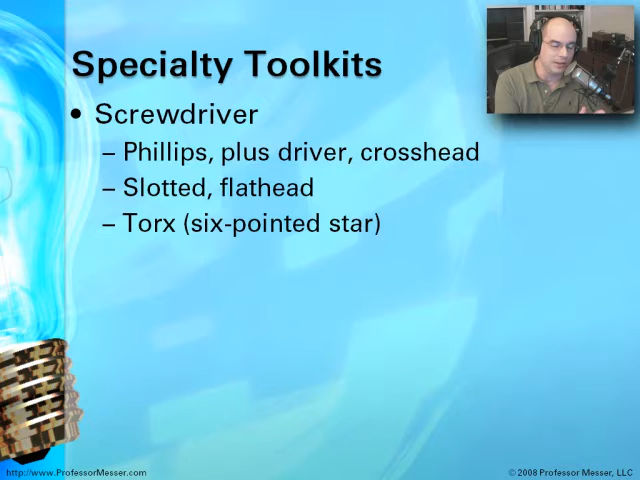 Specialty Toolkits
• Screwdriver
– Phillips, plus driver, crosshead
– Slotted, flathead
– Torx (six-pointed star)
http://www.ProfessorMesser.com
© 2008 Professor Messer, LLC